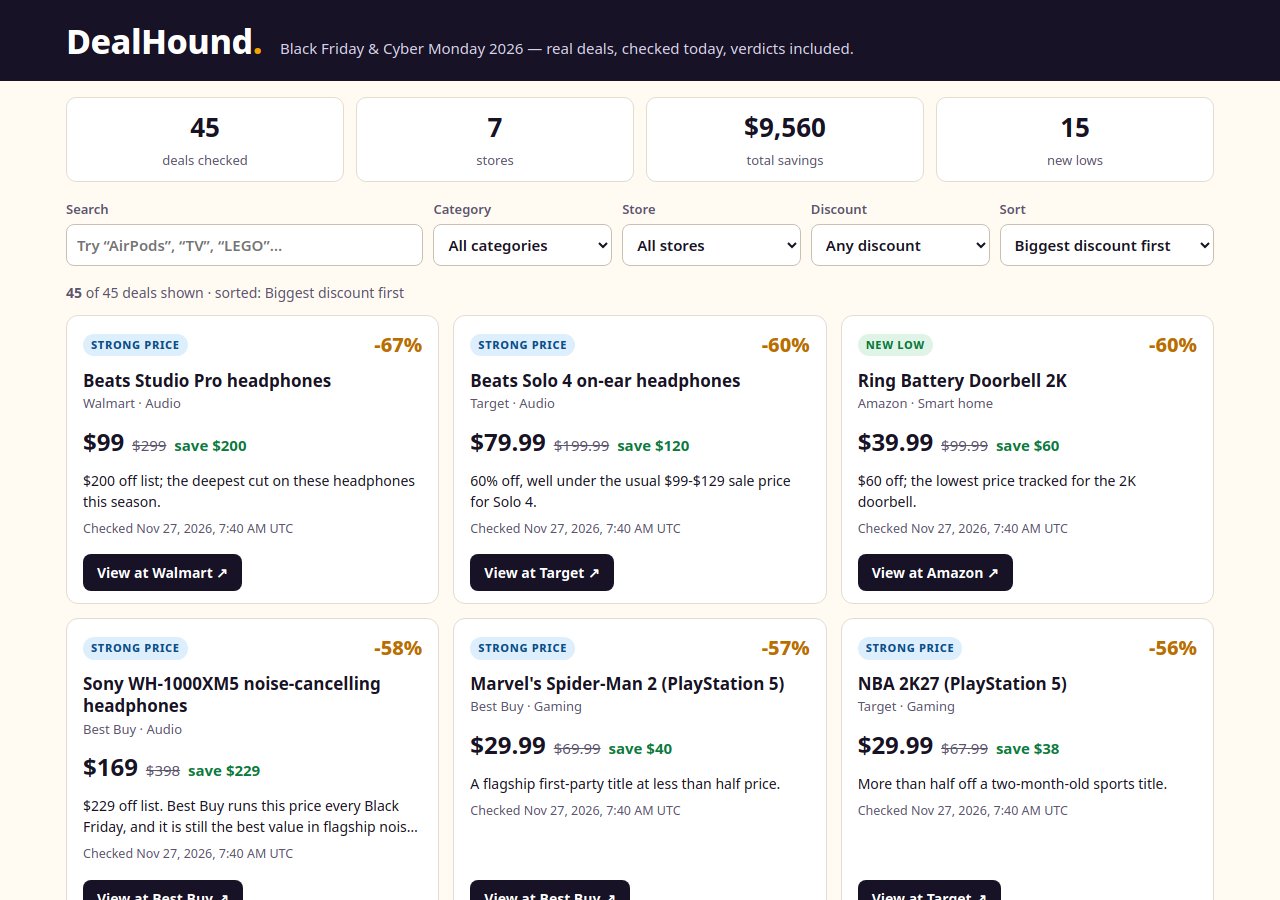 DealHound.
Black Friday & Cyber Monday 2026 — real deals, checked today, verdicts included.
45
deals checked
7
stores
$9,560
total savings
15
new lows
Search
Category
Store
Discount
Sort
Try “AirPods”, “TV”, “LEGO”…
All categories
All stores
Any discount
Biggest discount first
45 of 45 deals shown · sorted: Biggest discount first
STRONG PRICE
-67%
Beats Studio Pro headphones
Walmart · Audio
$99 $299 save $200
$200 off list; the deepest cut on these headphones
this season.
Checked Nov 27, 2026, 7:40 AM UTC
View at Walmart ↗
STRONG PRICE
-60%
Beats Solo 4 on-ear headphones
Target · Audio
$79.99 $199.99 save $120
60% off, well under the usual $99-$129 sale price
for Solo 4.
Checked Nov 27, 2026, 7:40 AM UTC
View at Target ↗
NEW LOW
-60%
Ring Battery Doorbell 2K
Amazon · Smart home
$39.99 $99.99 save $60
$60 off; the lowest price tracked for the 2K
doorbell.
Checked Nov 27, 2026, 7:40 AM UTC
View at Amazon ↗
STRONG PRICE
-58%
Sony WH-1000XM5 noise-cancelling
headphones
Best Buy · Audio
$169 $398 save $229
$229 off list. Best Buy runs this price every Black
Friday, and it is still the best value in flagship nois…
Checked Nov 27, 2026, 7:40 AM UTC
View at Best Buy ↗
STRONG PRICE
-57%
Marvel's Spider-Man 2 (PlayStation 5)
Best Buy · Gaming
$29.99 $69.99 save $40
A flagship first-party title at less than half price.
Checked Nov 27, 2026, 7:40 AM UTC
View at Best Buy ↗
STRONG PRICE
-56%
NBA 2K27 (PlayStation 5)
Target · Gaming
$29.99 $67.99 save $38
More than half off a two-month-old sports title.
Checked Nov 27, 2026, 7:40 AM UTC
View at Target ↗